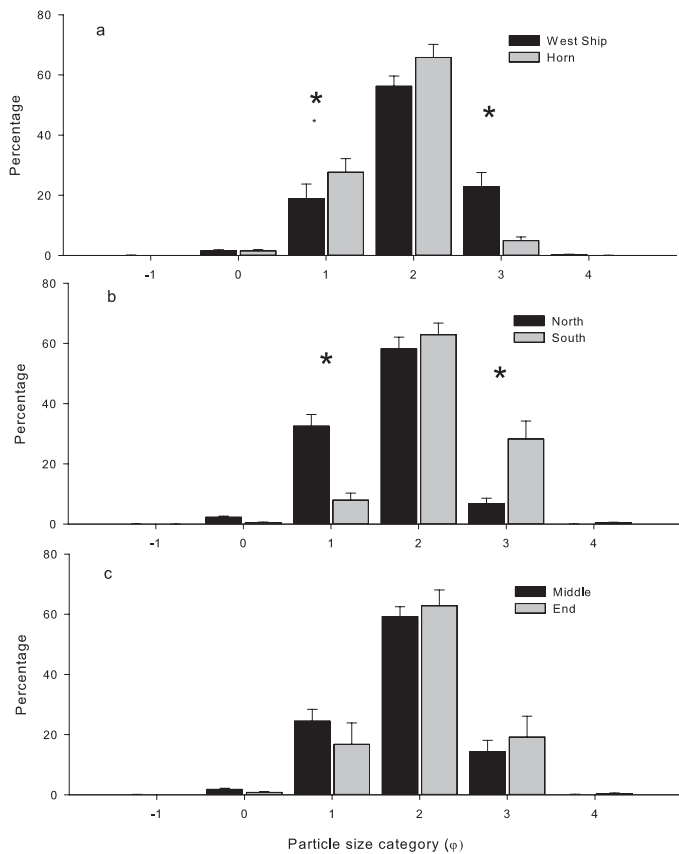 a
West Ship
Horn
80
60
40
20
0
Percentage
*
*
*
-1 0 1 2 3 4
b
North
South
80
60
40
20
0
Percentage
*
*
-1 0 1 2 3 4
c
Middle
End
80
60
40
20
0
Percentage
-1 0 1 2 3 4
Particle size category (φ)